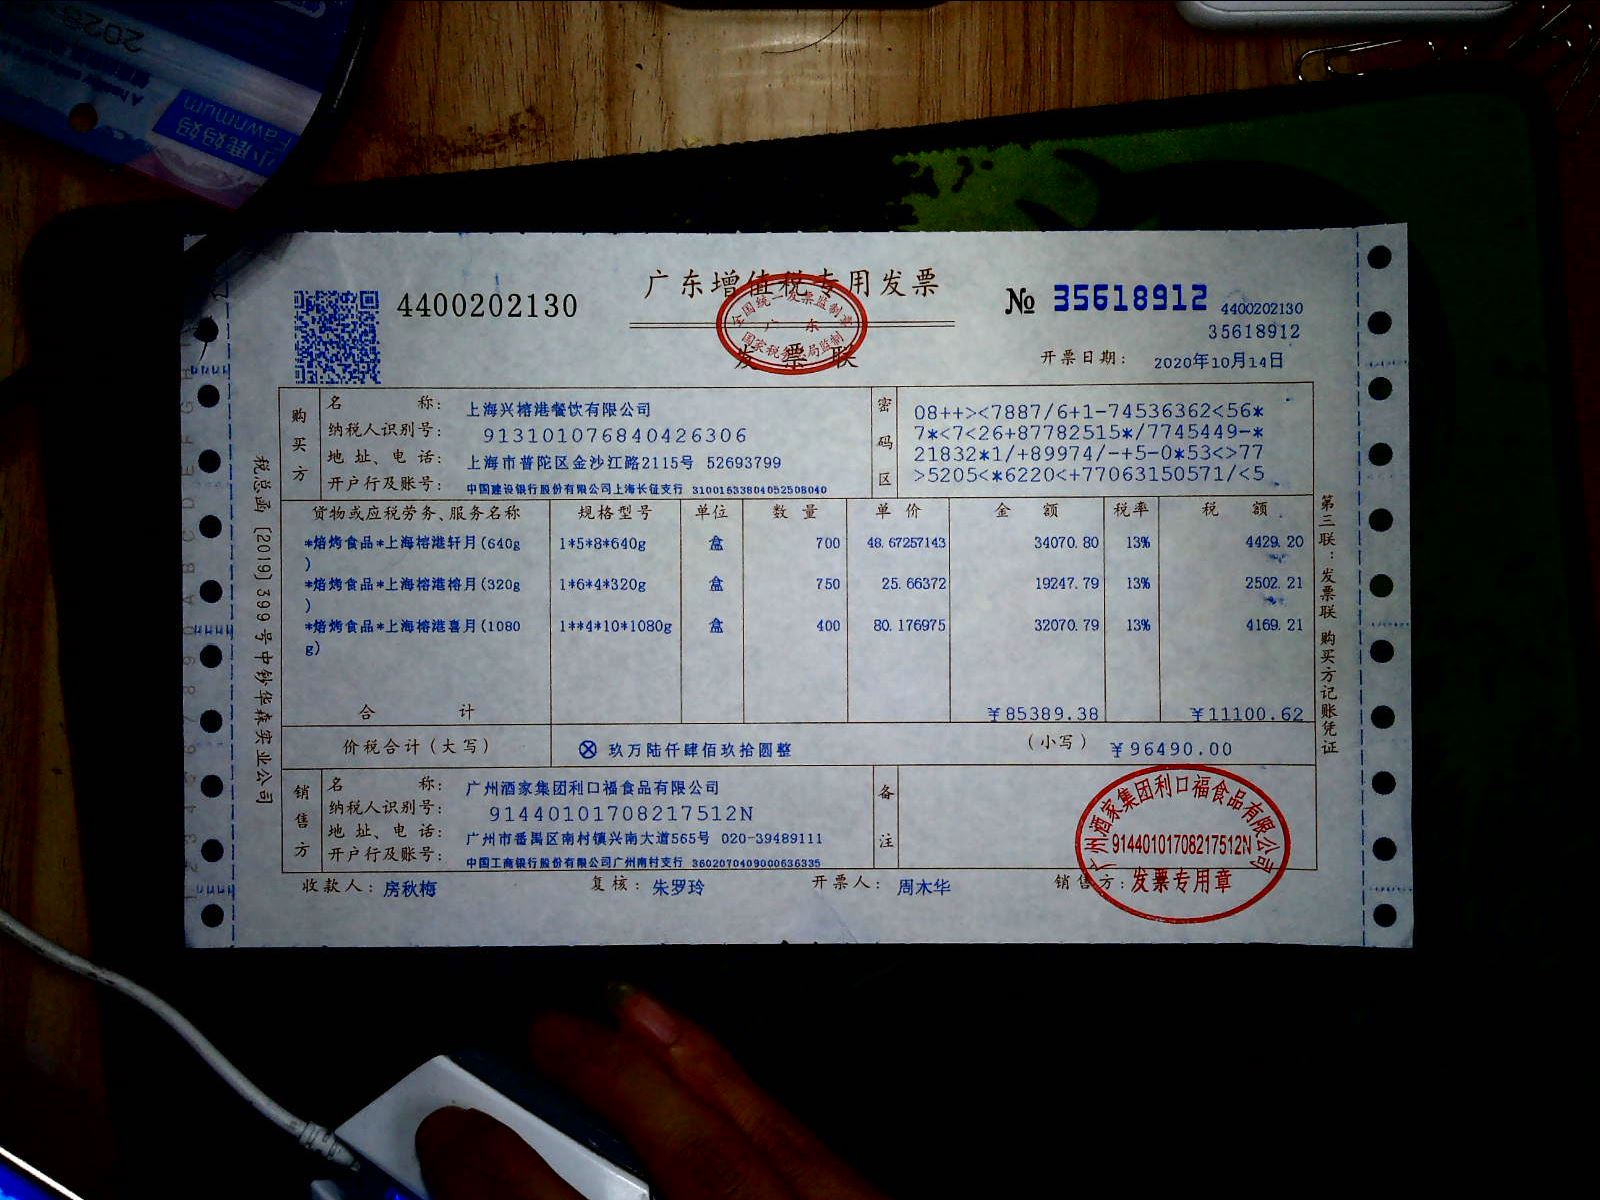 小鹿妈妈
Fawnmum
广东增值税专用发票
发票联
全国统一发票监制章
广东
国家税务总局监制
4400202130
№ 35618912
4400202130
35618912
开票日期: 2020年10月14日
购买方
名称: 上海兴榕港餐饮有限公司
纳税人识别号: 913101076840426306
地址、电话: 上海市普陀区金沙江路2115号 52693799
开户行及账号: 中国建设银行股份有限公司上海长征支行 31001633804052508040
密码区
08++><7887/6+1-74536362<56*
7*<7<26+87782515*/7745449-*
21832*1/+89974/-+5-0*53<>77
>5205<*6220<+77063150571/<5
货物或应税劳务、服务名称 规格型号 单位 数量 单价 金额 税率 税额
*焙烤食品*上海榕港轩月(640g 1*5*8*640g 盒 700 48.67257143 34070.80 13% 4429.20
)
*焙烤食品*上海榕港榕月(320g 1*6*4*320g 盒 750 25.66372 19247.79 13% 2502.21
)
*焙烤食品*上海榕港喜月(1080 1**4*10*1080g 盒 400 80.176975 32070.79 13% 4169.21
g)
合计 ¥85389.38 ¥11100.62
价税合计(大写) ⊗ 玖万陆仟肆佰玖拾圆整 (小写) ¥96490.00
销售方
名称: 广州酒家集团利口福食品有限公司
纳税人识别号: 91440101708217512N
地址、电话: 广州市番禺区南村镇兴南大道565号 020-39489111
开户行及账号: 中国工商银行股份有限公司广州南村支行 3602070409000636335
备注
收款人: 房秋梅 复核: 朱罗玲 开票人: 周木华 销售方:
广州酒家集团利口福食品有限公司
91440101708217512N
发票专用章
税总函〔2019〕399号中钞华森实业公司
第三联:发票联 购买方记账凭证